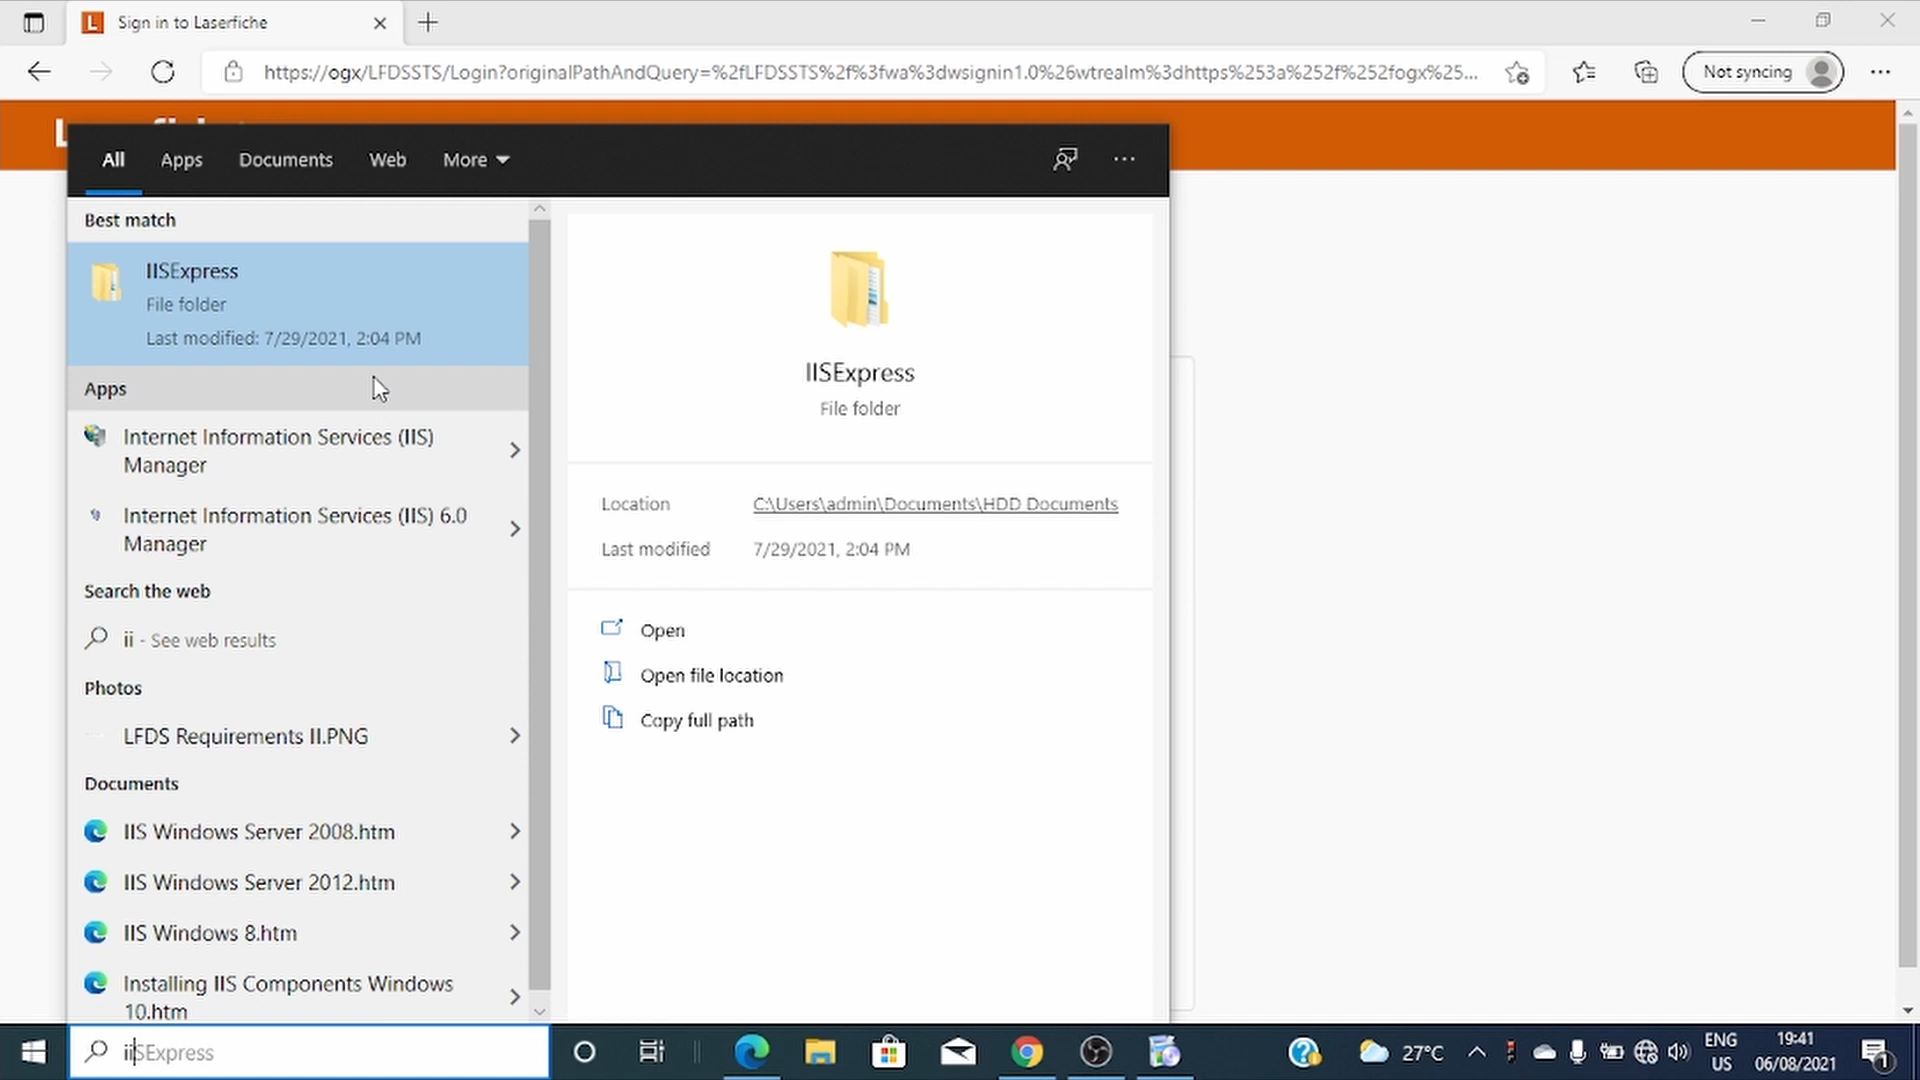 Sign in to Laserfiche
https://ogx/LFDSSTS/Login?originalPathAndQuery=%2fLFDSSTS%2f%3fwa%3dwsignin1.0%26wtrealm%3dhttps%253a%252f%252fogx%25...
Not syncing
All Apps Documents Web More
Best match
IISExpress
File folder
Last modified: 7/29/2021, 2:04 PM
Apps
Internet Information Services (IIS)
Manager
Internet Information Services (IIS) 6.0
Manager
Search the web
ii - See web results
Photos
LFDS Requirements II.PNG
Documents
IIS Windows Server 2008.htm
IIS Windows Server 2012.htm
IIS Windows 8.htm
Installing IIS Components Windows
10.htm
IISExpress
File folder
Location C:\Users\admin\Documents\HDD Documents
Last modified 7/29/2021, 2:04 PM
Open
Open file location
Copy full path
iiSExpress
27°C
ENG
US
19:41
06/08/2021
1